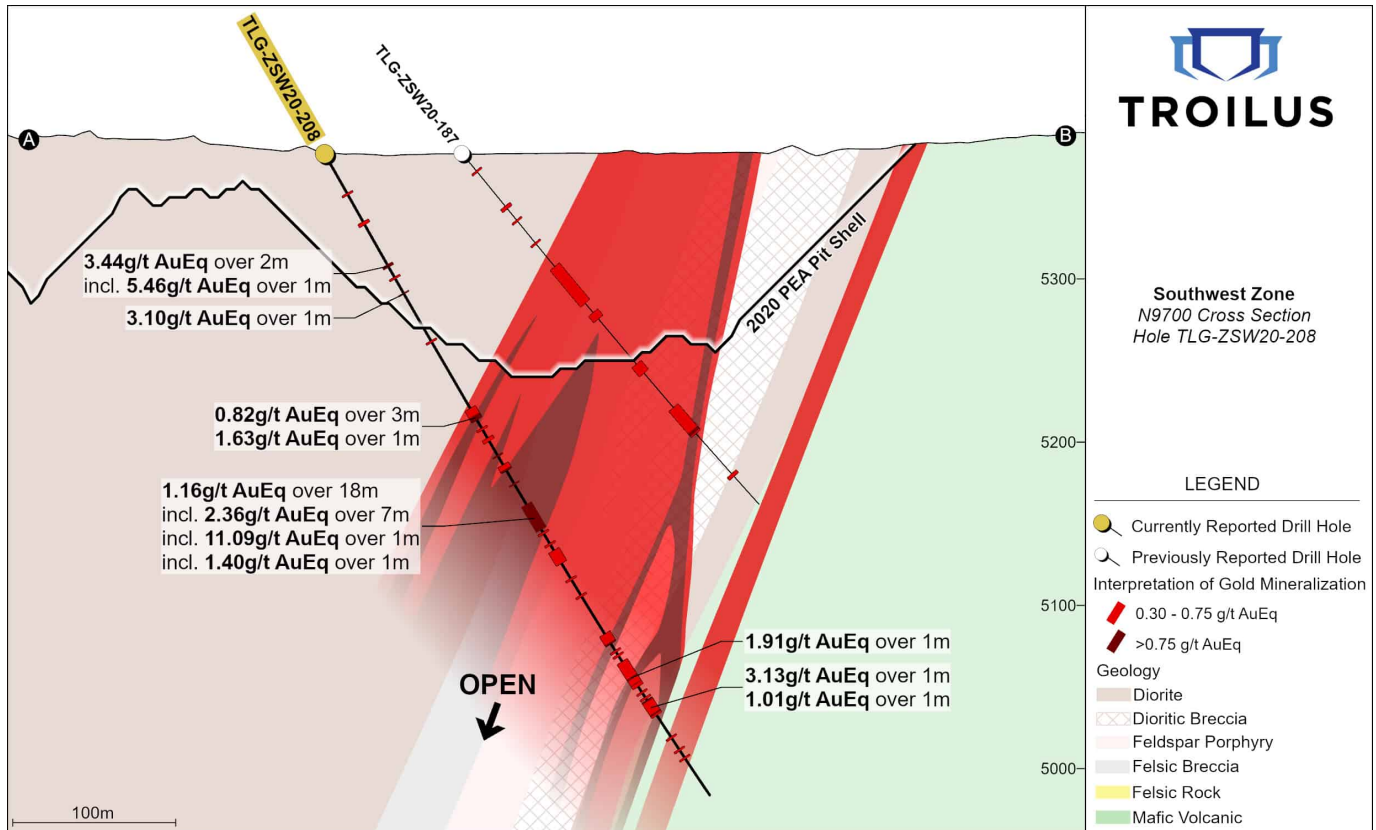 TLG-ZSW20-208
TLG-ZSW20-187
A
B
3.44g/t AuEq over 2m
incl. 5.46g/t AuEq over 1m
3.10g/t AuEq over 1m
2020 PEA Pit Shell
0.82g/t AuEq over 3m
1.63g/t AuEq over 1m
1.16g/t AuEq over 18m
incl. 2.36g/t AuEq over 7m
incl. 11.09g/t AuEq over 1m
incl. 1.40g/t AuEq over 1m
1.91g/t AuEq over 1m
3.13g/t AuEq over 1m
1.01g/t AuEq over 1m
OPEN
100m
5300
5200
5100
5000
TROILUS
Southwest Zone
N9700 Cross Section
Hole TLG-ZSW20-208
LEGEND
Currently Reported Drill Hole
Previously Reported Drill Hole
Interpretation of Gold Mineralization
0.30 - 0.75 g/t AuEq
>0.75 g/t AuEq
Geology
Diorite
Dioritic Breccia
Feldspar Porphyry
Felsic Breccia
Felsic Rock
Mafic Volcanic